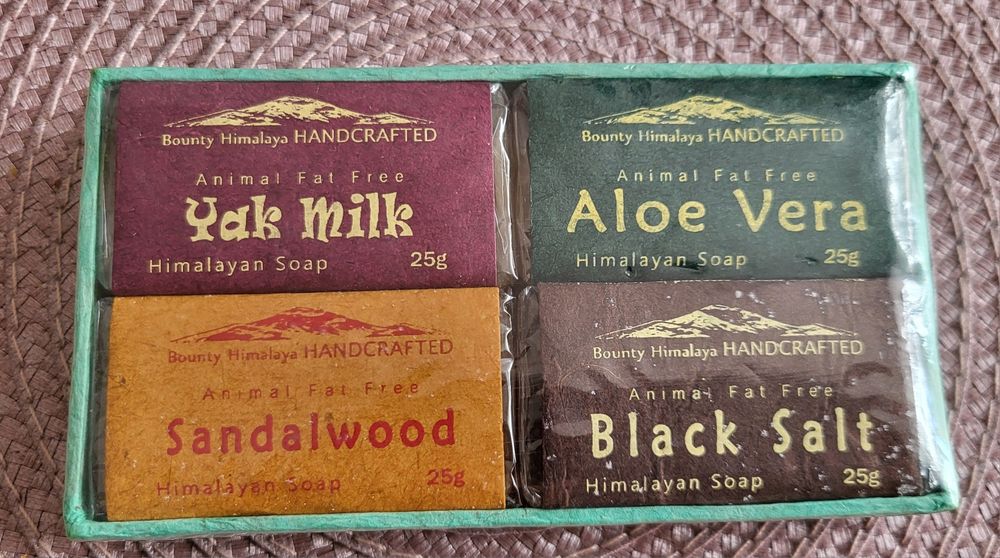 Bounty Himalaya HANDCRAFTED
Animal Fat Free
Yak Milk
Himalayan Soap 25g
Bounty Himalaya HANDCRAFTED
Animal Fat Free
Aloe Vera
Himalayan Soap 25g
Bounty Himalaya HANDCRAFTED
Animal Fat Free
Sandalwood
Himalayan Soap 25g
Bounty Himalaya HANDCRAFTED
Animal Fat Free
Black Salt
Himalayan Soap 25g